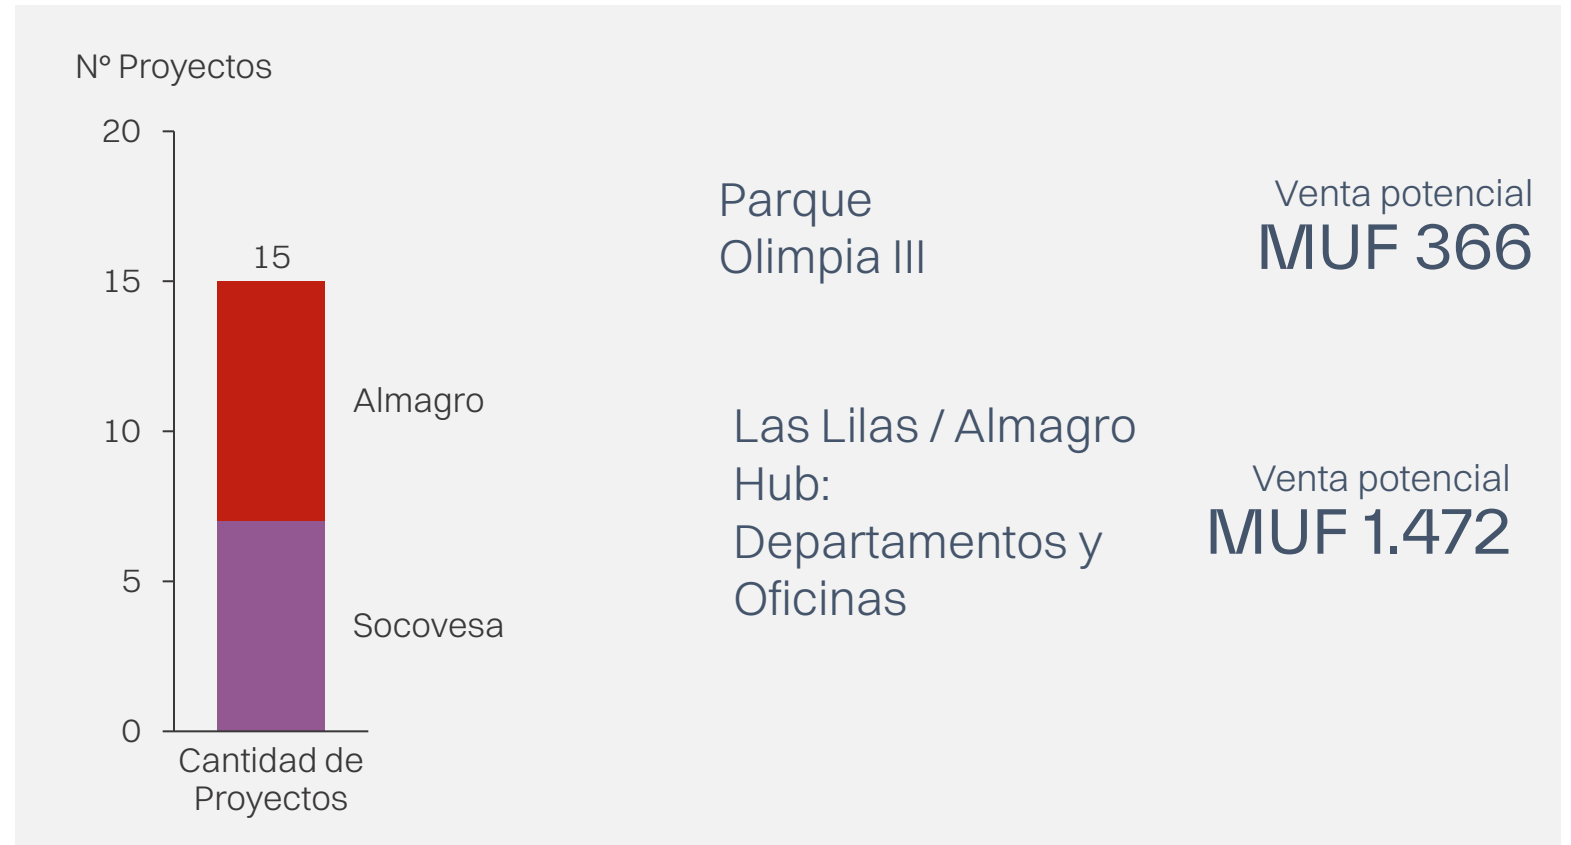 N° Proyectos
20
15
15
10
5
0
Almagro
Socovesa
Cantidad de
Proyectos
Parque
Olimpia III
Venta potencial
MUF 366
Las Lilas / Almagro
Hub:
Departamentos y
Oficinas
Venta potencial
MUF 1.472